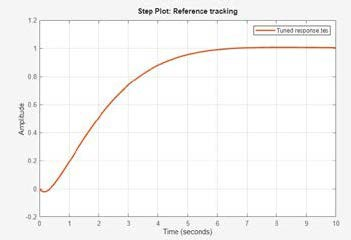 Step Plot: Reference tracking
Tuned response.tes
Amplitude
1.2
1
0.8
0.6
0.4
0.2
0
-0.2
0 1 2 3 4 5 6 7 8 9 10
Time (seconds)